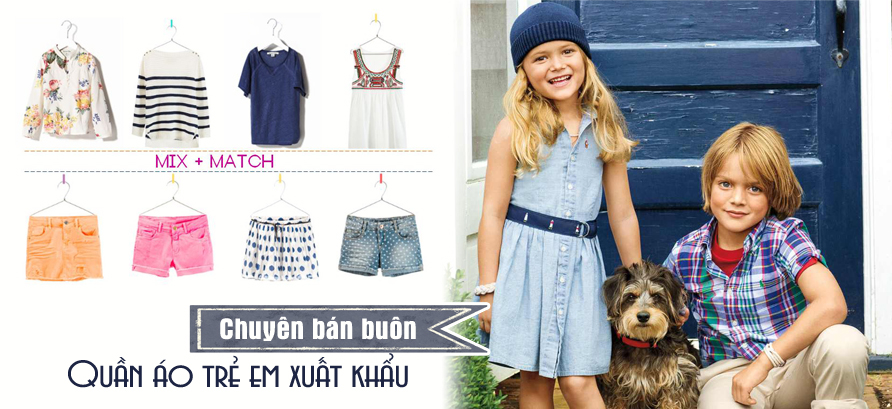 MIX + MATCH
Chuyên bán buôn
QUẦN ÁO TRẺ EM XUẤT KHẨU